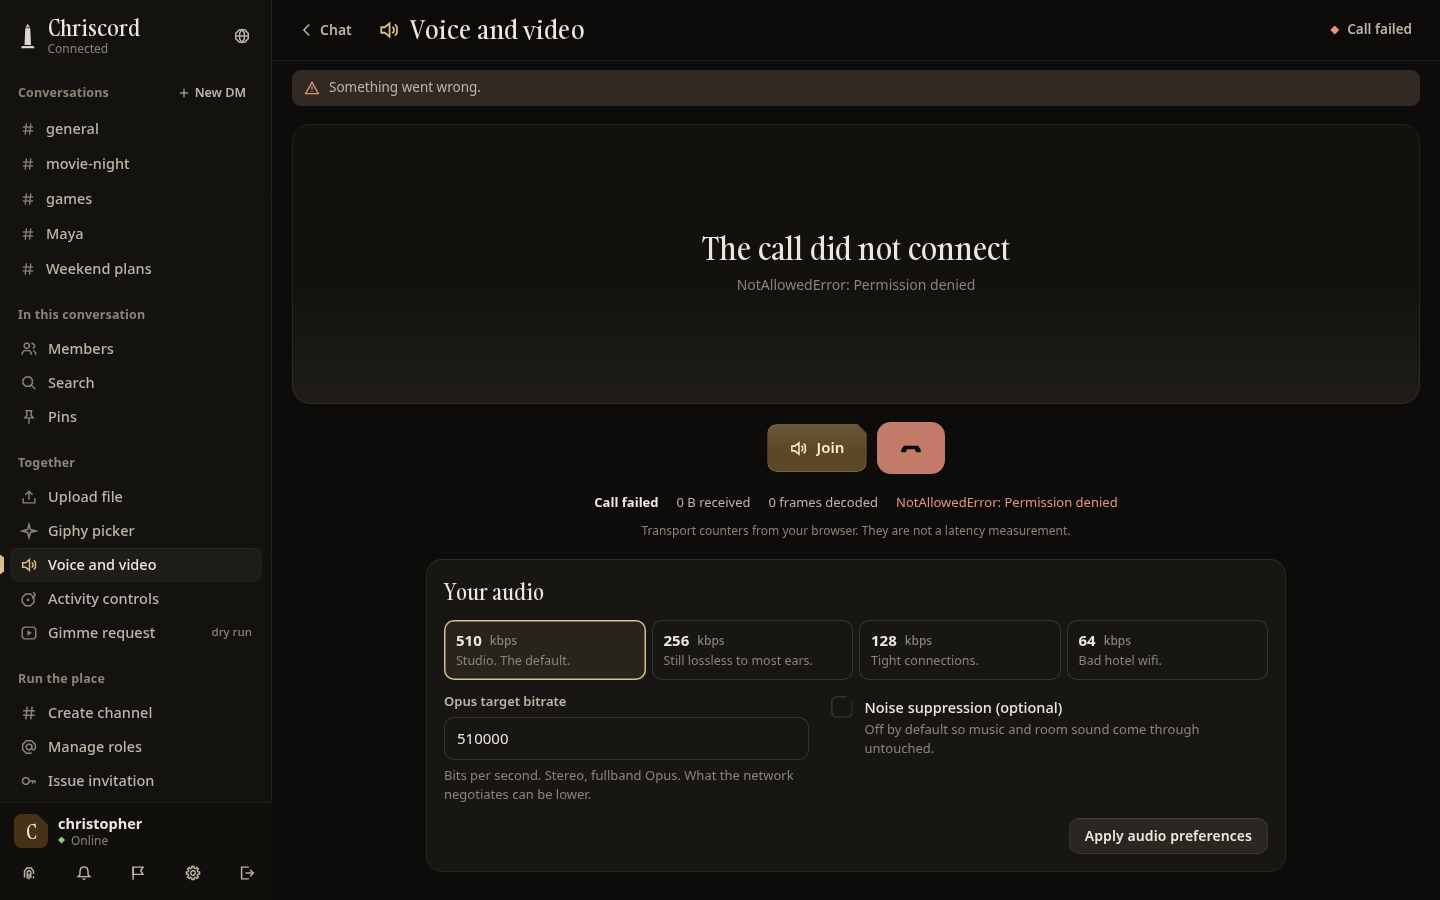 Chriscord
Connected
Conversations
+ New DM
# general
# movie-night
# games
# Maya
# Weekend plans
In this conversation
Members
Search
Pins
Together
Upload file
Giphy picker
Voice and video
Activity controls
Gimme request dry run
Run the place
Create channel
Manage roles
Issue invitation
C
christopher
Online
Chat
Voice and video
Call failed
Something went wrong.
The call did not connect
NotAllowedError: Permission denied
Join
Call failed 0 B received 0 frames decoded NotAllowedError: Permission denied
Transport counters from your browser. They are not a latency measurement.
Your audio
510 kbps
Studio. The default.
256 kbps
Still lossless to most ears.
128 kbps
Tight connections.
64 kbps
Bad hotel wifi.
Opus target bitrate
510000
Bits per second. Stereo, fullband Opus. What the network
negotiates can be lower.
Noise suppression (optional)
Off by default so music and room sound come through
untouched.
Apply audio preferences